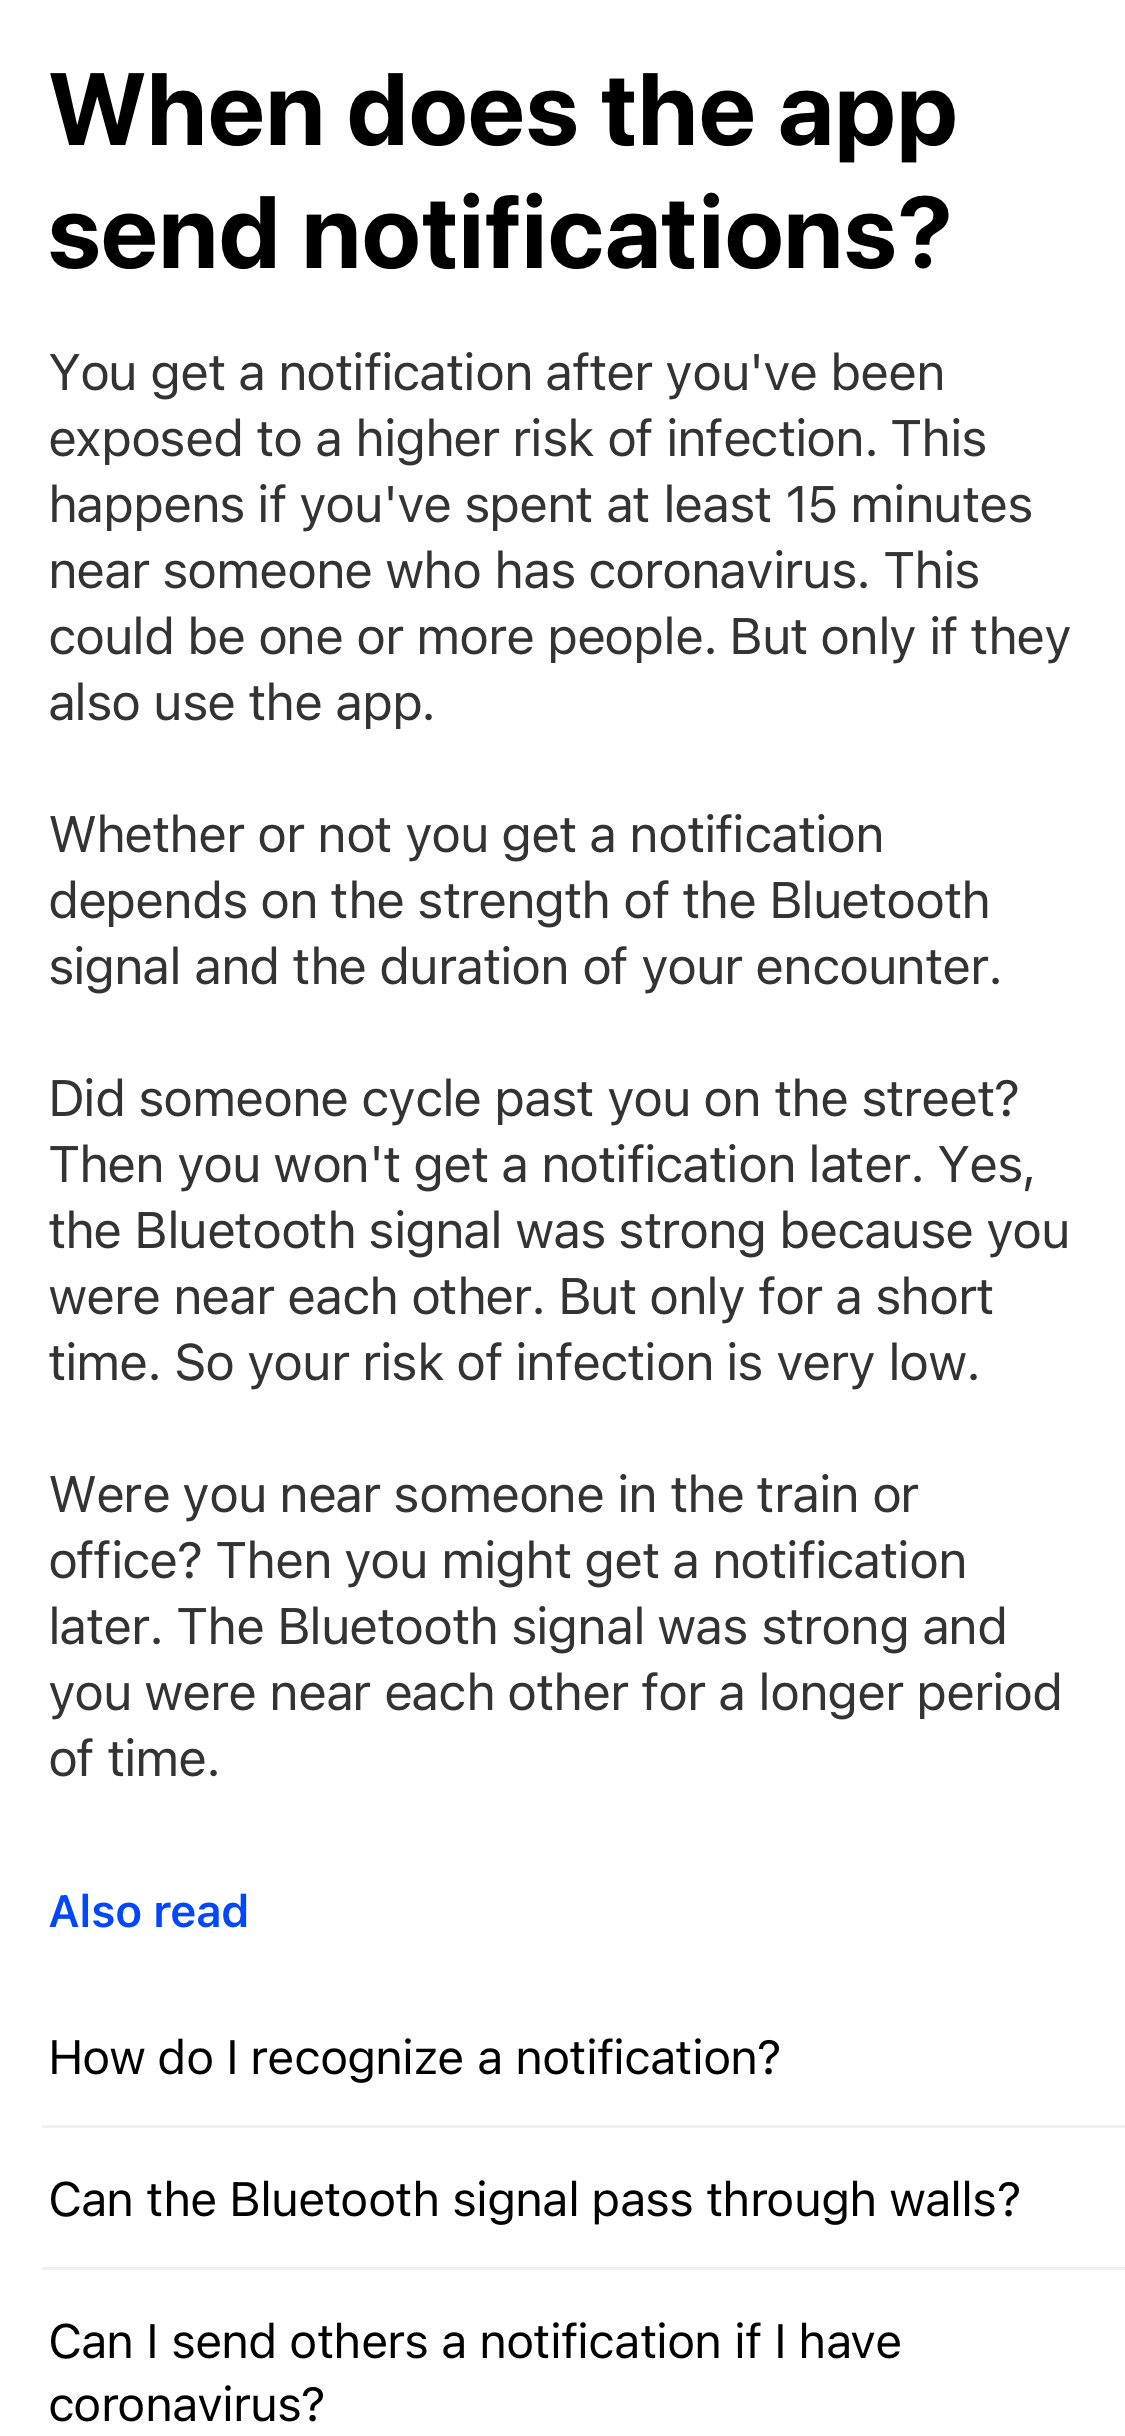 When does the app
send notifications?
You get a notification after you've been
exposed to a higher risk of infection. This
happens if you've spent at least 15 minutes
near someone who has coronavirus. This
could be one or more people. But only if they
also use the app.
Whether or not you get a notification
depends on the strength of the Bluetooth
signal and the duration of your encounter.
Did someone cycle past you on the street?
Then you won't get a notification later. Yes,
the Bluetooth signal was strong because you
were near each other. But only for a short
time. So your risk of infection is very low.
Were you near someone in the train or
office? Then you might get a notification
later. The Bluetooth signal was strong and
you were near each other for a longer period
of time.
Also read
How do I recognize a notification?
Can the Bluetooth signal pass through walls?
Can I send others a notification if I have
coronavirus?